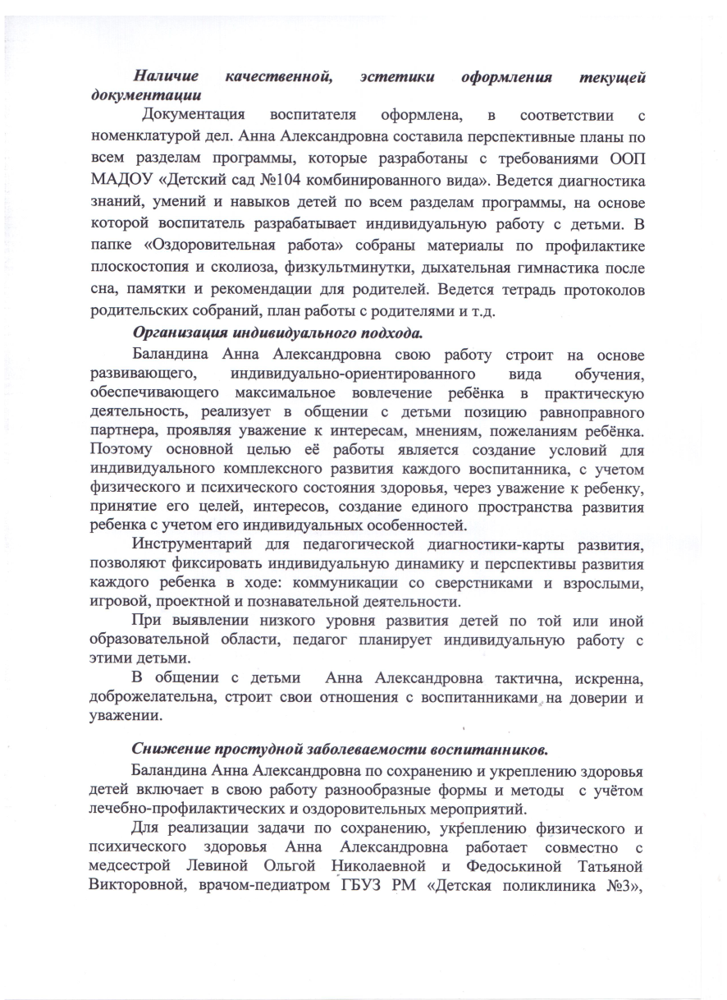 Наличие качественной, эстетики оформления текущей
документации
Документация воспитателя оформлена, в соответствии с
номенклатурой дел. Анна Александровна составила перспективные планы по
всем разделам программы, которые разработаны с требованиями ООП
МАДОУ «Детский сад №104 комбинированного вида». Ведется диагностика
знаний, умений и навыков детей по всем разделам программы, на основе
которой воспитатель разрабатывает индивидуальную работу с детьми. В
папке «Оздоровительная работа» собраны материалы по профилактике
плоскостопия и сколиоза, физкультминутки, дыхательная гимнастика после
сна, памятки и рекомендации для родителей. Ведется тетрадь протоколов
родительских собраний, план работы с родителями и т.д.
Организация индивидуального подхода.
Баландина Анна Александровна свою работу строит на основе
развивающего, индивидуально-ориентированного вида обучения,
обеспечивающего максимальное вовлечение ребёнка в практическую
деятельность, реализует в общении с детьми позицию равноправного
партнера, проявляя уважение к интересам, мнениям, пожеланиям ребёнка.
Поэтому основной целью её работы является создание условий для
индивидуального комплексного развития каждого воспитанника, с учетом
физического и психического состояния здоровья, через уважение к ребенку,
принятие его целей, интересов, создание единого пространства развития
ребенка с учетом его индивидуальных особенностей.
Инструментарий для педагогической диагностики-карты развития,
позволяют фиксировать индивидуальную динамику и перспективы развития
каждого ребенка в ходе: коммуникации со сверстниками и взрослыми,
игровой, проектной и познавательной деятельности.
При выявлении низкого уровня развития детей по той или иной
образовательной области, педагог планирует индивидуальную работу с
этими детьми.
В общении с детьми Анна Александровна тактична, искренна,
доброжелательна, строит свои отношения с воспитанниками на доверии и
уважении.
Снижение простудной заболеваемости воспитанников.
Баландина Анна Александровна по сохранению и укреплению здоровья
детей включает в свою работу разнообразные формы и методы с учётом
лечебно-профилактических и оздоровительных мероприятий.
Для реализации задачи по сохранению, укреплению физического и
психического здоровья Анна Александровна работает совместно с
медсестрой Левиной Ольгой Николаевной и Федоськиной Татьяной
Викторовной, врачом-педиатром ГБУЗ РМ «Детская поликлиника №3»,